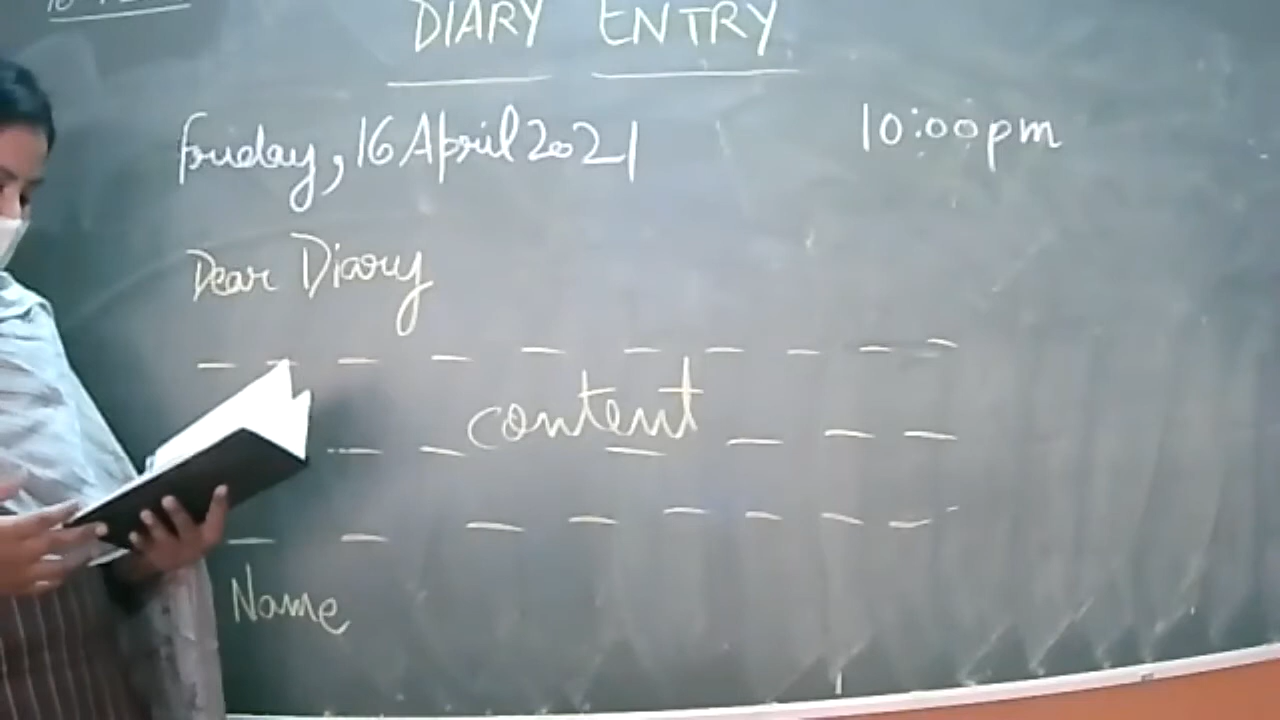 DIARY ENTRY
Friday, 16 April 2021 10:00pm
Dear Diary
content
Name